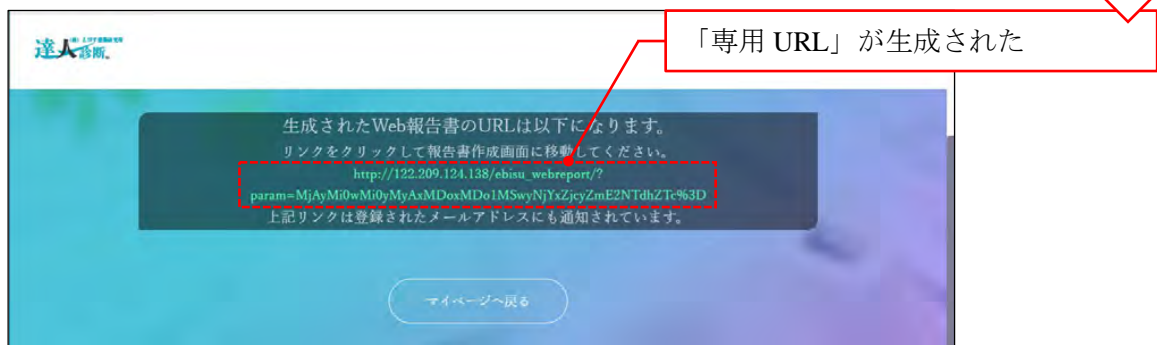 「専用 URL」が生成された
達人診断。
生成されたWeb報告書のURLは以下になります。
リンクをクリックして報告書作成画面に移動してください。
http://122.209.124.138/ebisu_webreport/?
param=MjAyMi0wMi0yMyAxMDoxMDo1MSwyNjYxZjcyZmE2NTdhZTc%3D
上記リンクは登録されたメールアドレスにも通知されています。
マイページへ戻る